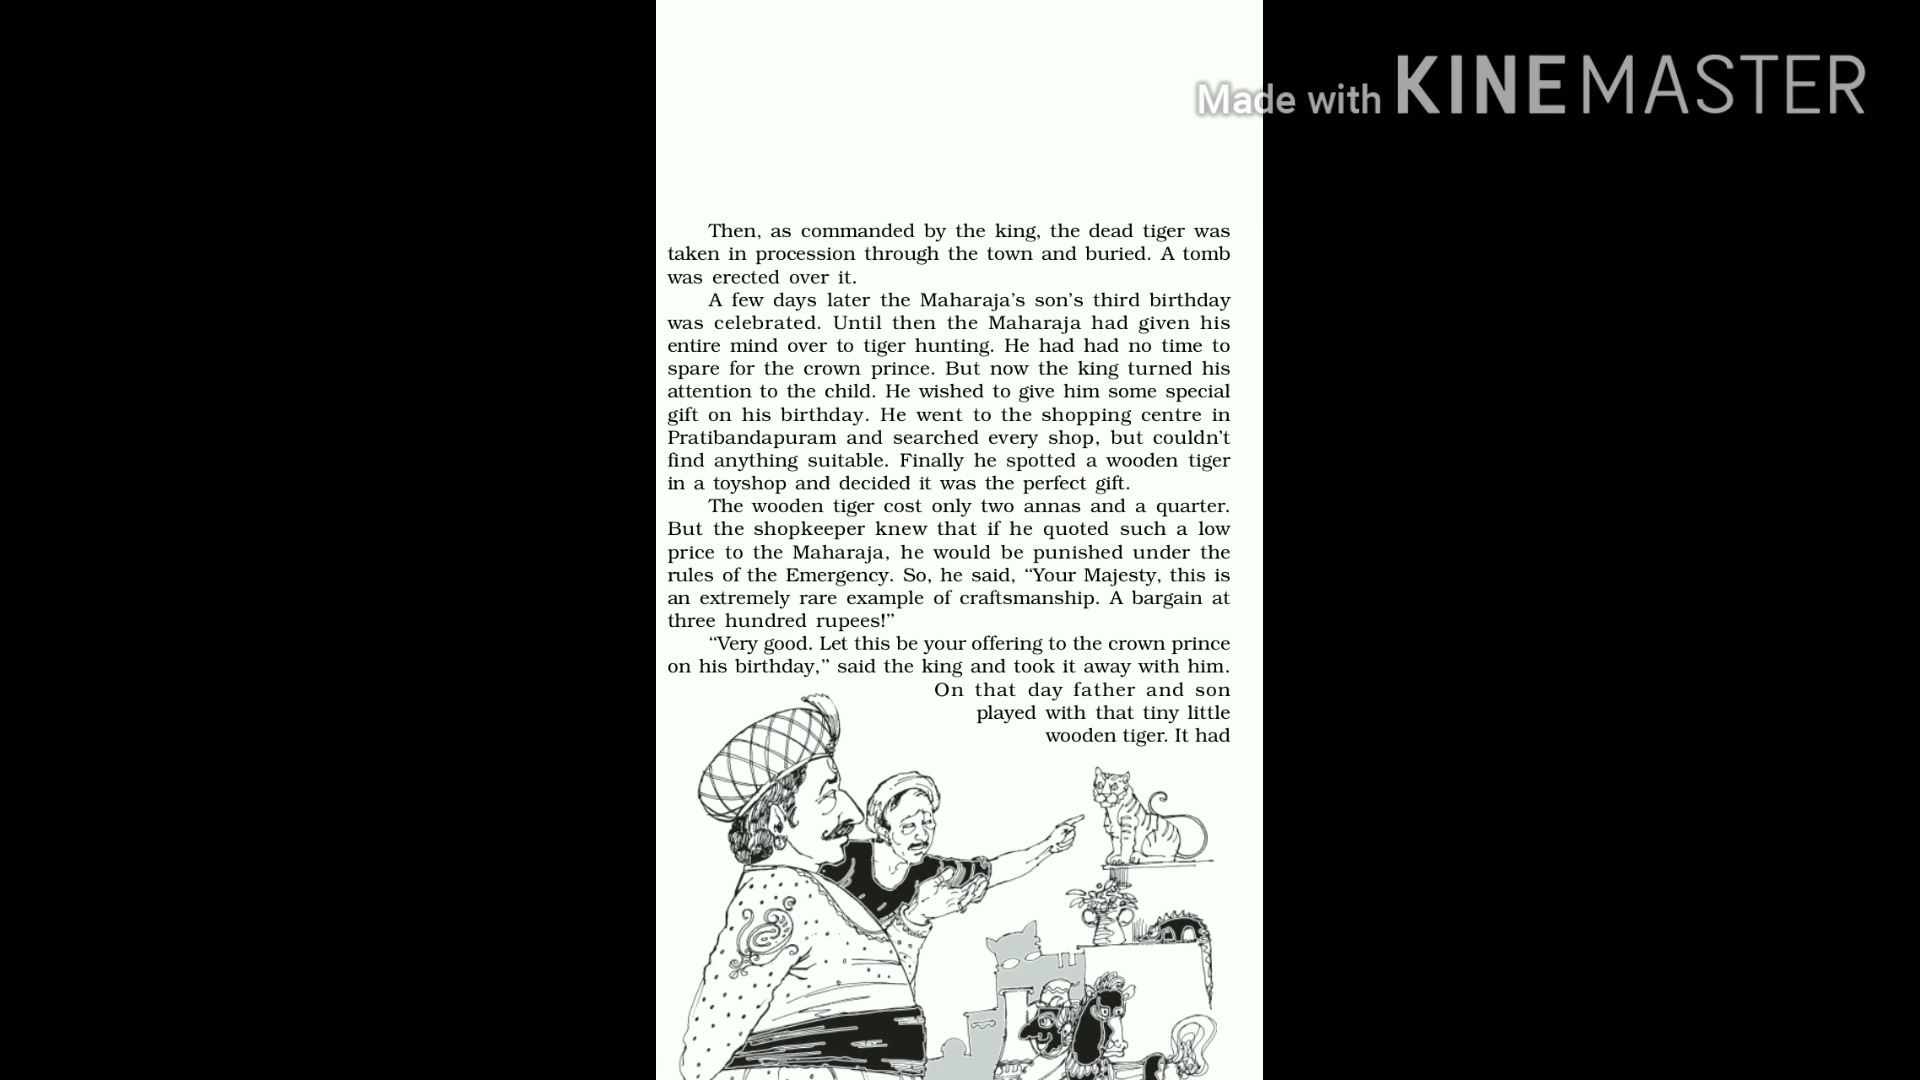 Made with KINEMASTER
Then, as commanded by the king, the dead tiger was
taken in procession through the town and buried. A tomb
was erected over it.
A few days later the Maharaja’s son’s third birthday
was celebrated. Until then the Maharaja had given his
entire mind over to tiger hunting. He had had no time to
spare for the crown prince. But now the king turned his
attention to the child. He wished to give him some special
gift on his birthday. He went to the shopping centre in
Pratibandapuram and searched every shop, but couldn’t
find anything suitable. Finally he spotted a wooden tiger
in a toyshop and decided it was the perfect gift.
The wooden tiger cost only two annas and a quarter.
But the shopkeeper knew that if he quoted such a low
price to the Maharaja, he would be punished under the
rules of the Emergency. So, he said, “Your Majesty, this is
an extremely rare example of craftsmanship. A bargain at
three hundred rupees!”
“Very good. Let this be your offering to the crown prince
on his birthday,” said the king and took it away with him.
On that day father and son
played with that tiny little
wooden tiger. It had